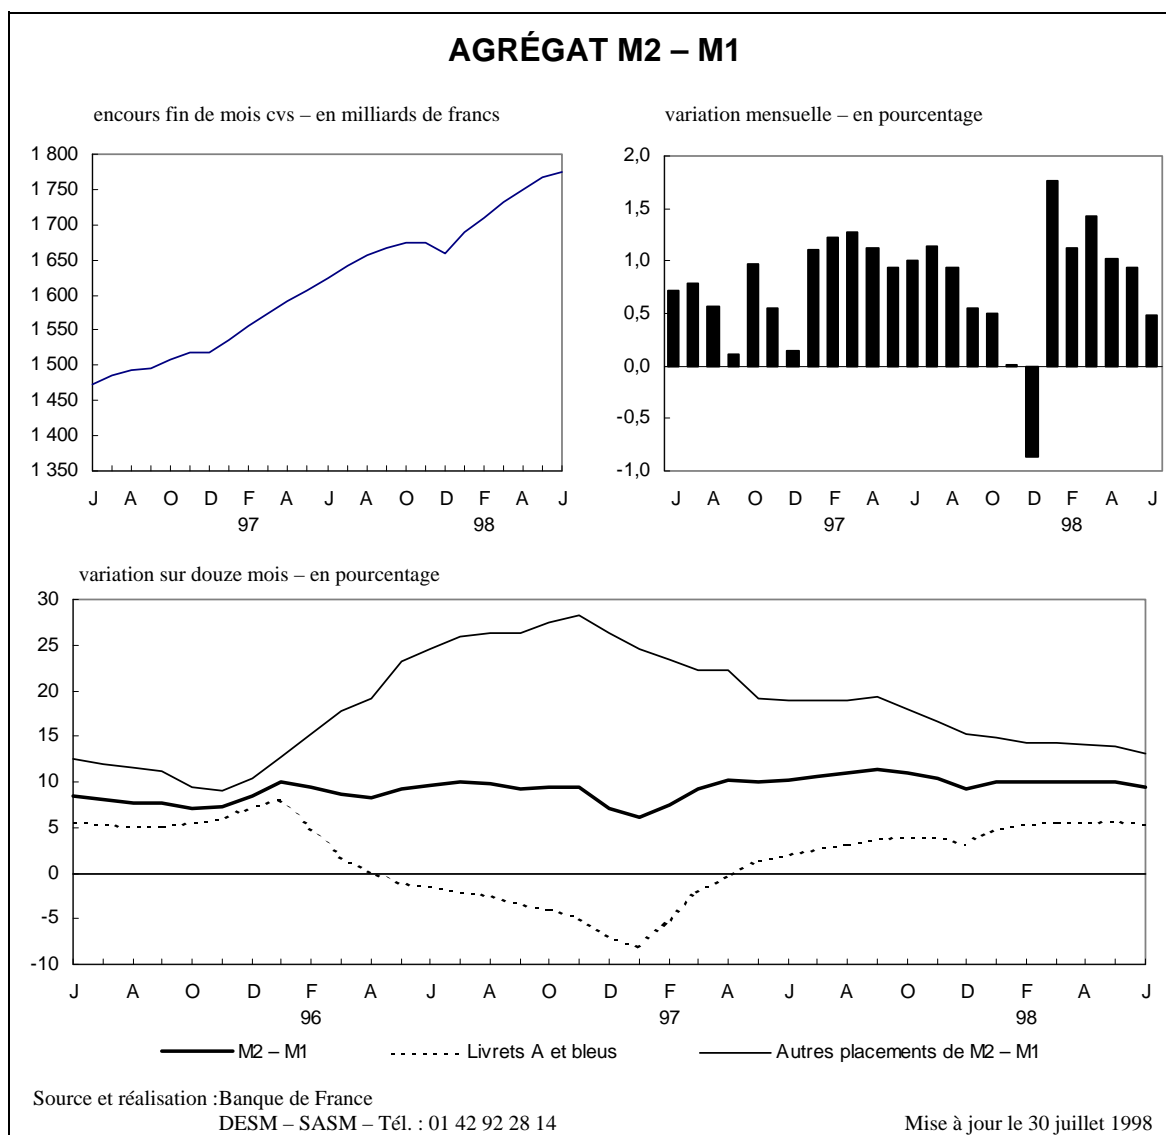 AGRÉGAT M2 – M1
encours fin de mois cvs – en milliards de francs
1 800
1 750
1 700
1 650
1 600
1 550
1 500
1 450
1 400
1 350
J A O D F A J A O D F A J
97 98
variation mensuelle – en pourcentage
2,0
1,5
1,0
0,5
0,0
-0,5
-1,0
J A O D F A J A O D F A J
97 98
variation sur douze mois – en pourcentage
30
25
20
15
10
5
0
-5
-10
J A O D F A J A O D F A J A O D F A J
96 97 98
M2 – M1 Livrets A et bleus Autres placements de M2 – M1
Source et réalisation :Banque de France
DESM – SASM – Tél. : 01 42 92 28 14 Mise à jour le 30 juillet 1998